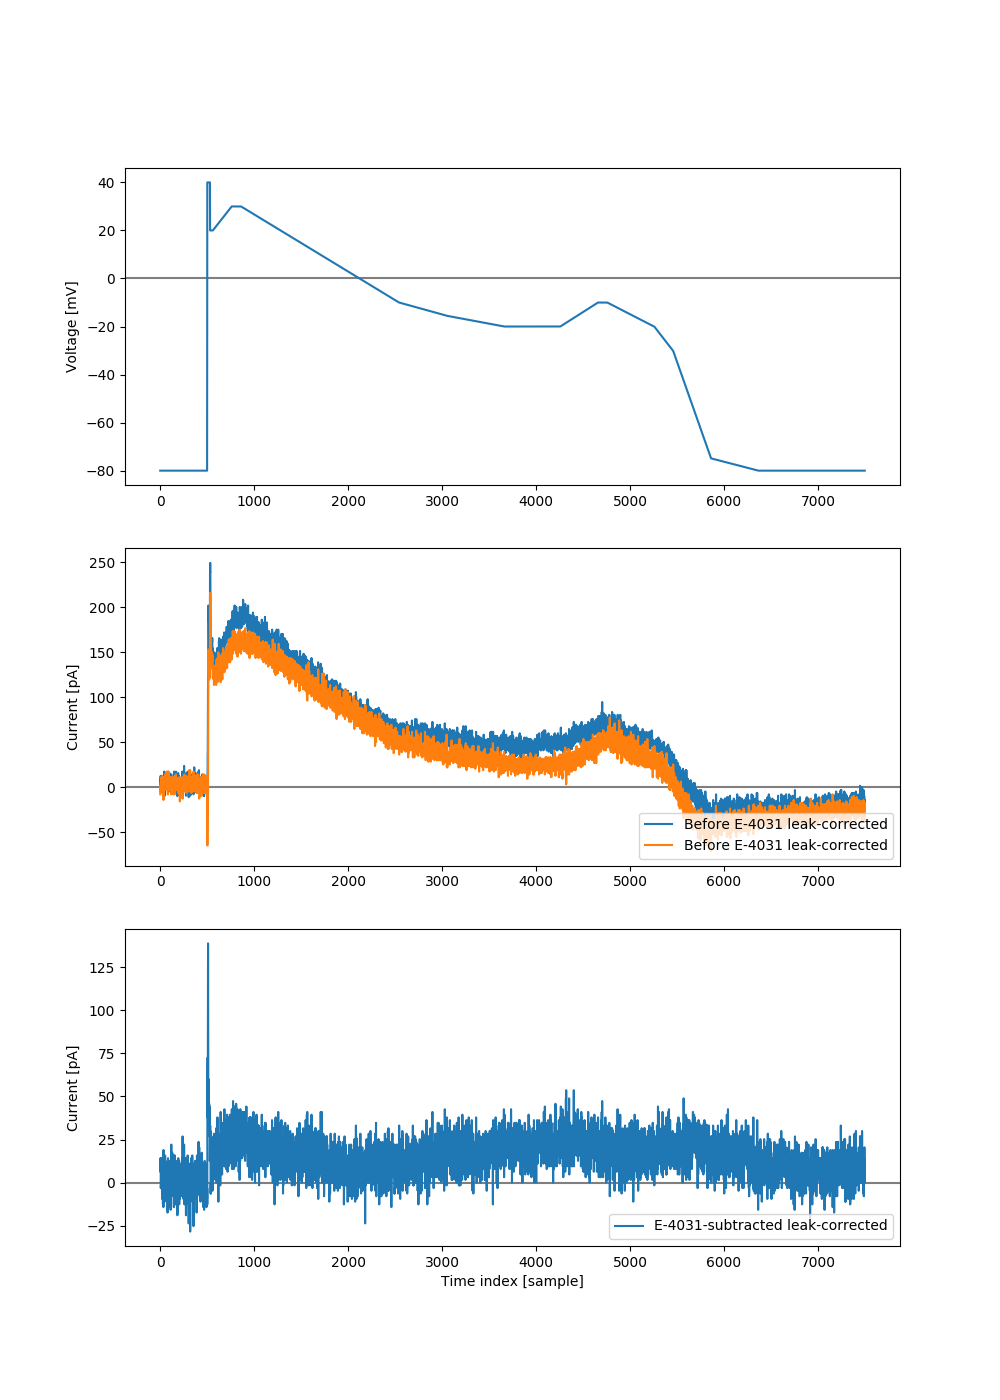 40
20
0
−20
−40
−60
−80
Voltage [mV]
0 1000 2000 3000 4000 5000 6000 7000
250
200
150
100
50
0
−50
Current [pA]
Before E-4031 leak-corrected
Before E-4031 leak-corrected
0 1000 2000 3000 4000 5000 6000 7000
125
100
75
50
25
0
−25
Current [pA]
E-4031-subtracted leak-corrected
0 1000 2000 3000 4000 5000 6000 7000
Time index [sample]